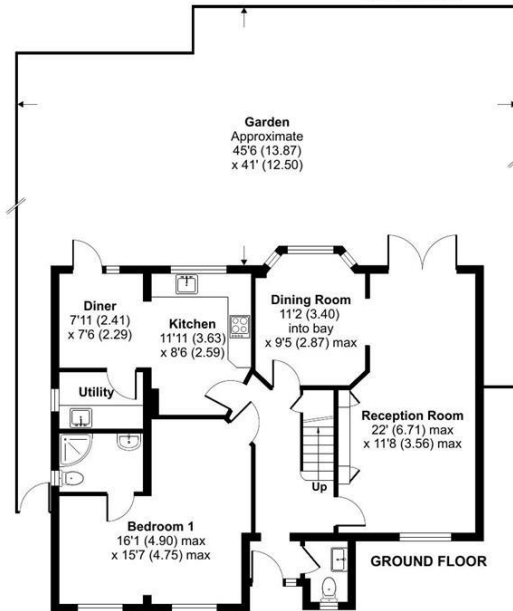 Garden
Approximate
45'6 (13.87)
x 41' (12.50)
Diner
7'11 (2.41)
x 7'6 (2.29)
Kitchen
11'11 (3.63)
x 8'6 (2.59)
Dining Room
11'2 (3.40)
into bay
x 9'5 (2.87) max
Utility
Reception Room
22' (6.71) max
x 11'8 (3.56) max
Up
Bedroom 1
16'1 (4.90) max
x 15'7 (4.75) max
GROUND FLOOR